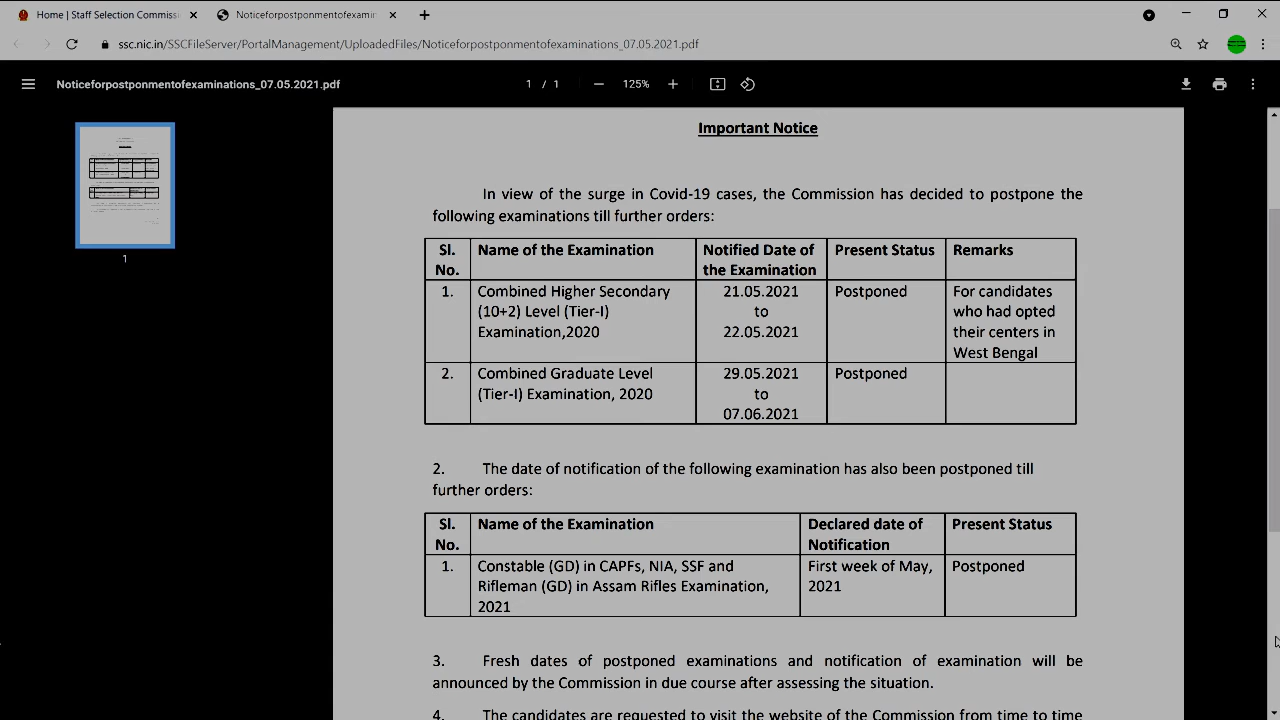 Home | Staff Selection Commissi
Noticeforpostponmentofexamin
ssc.nic.in/SSCFileServer/PortalManagement/UploadedFiles/Noticeforpostponmentofexaminations_07.05.2021.pdf
Noticeforpostponmentofexaminations_07.05.2021.pdf
1 / 1
125%
1
Important Notice
In view of the surge in Covid-19 cases, the Commission has decided to postpone the
following examinations till further orders:
Sl. No. Name of the Examination Notified Date of the Examination Present Status Remarks
1. Combined Higher Secondary (10+2) Level (Tier-I) Examination,2020 21.05.2021 to 22.05.2021 Postponed For candidates who had opted their centers in West Bengal
2. Combined Graduate Level (Tier-I) Examination, 2020 29.05.2021 to 07.06.2021 Postponed
2. The date of notification of the following examination has also been postponed till
further orders:
Sl. No. Name of the Examination Declared date of Notification Present Status
1. Constable (GD) in CAPFs, NIA, SSF and Rifleman (GD) in Assam Rifles Examination, 2021 First week of May, 2021 Postponed
3. Fresh dates of postponed examinations and notification of examination will be
announced by the Commission in due course after assessing the situation.
4. The candidates are requested to visit the website of the Commission from time to time